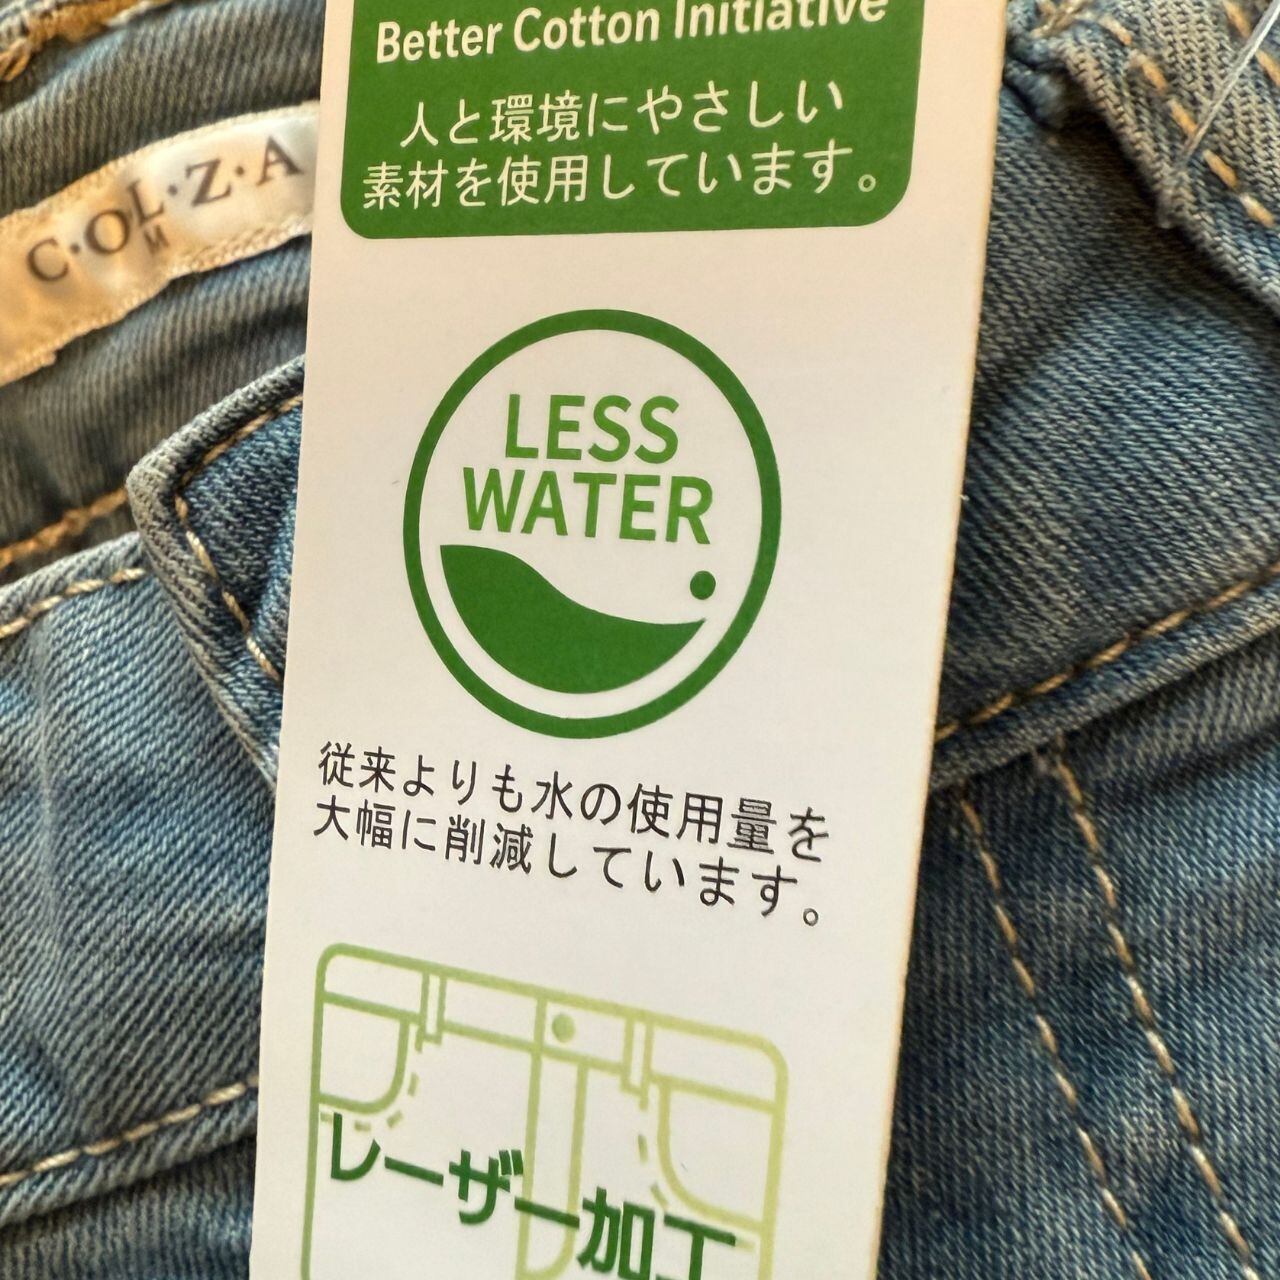 Better Cotton Initiative
人と環境にやさしい
素材を使用しています。
C·OL·Z·A
M
LESS
WATER
従来よりも水の使用量を
大幅に削減しています。
レーザー加工